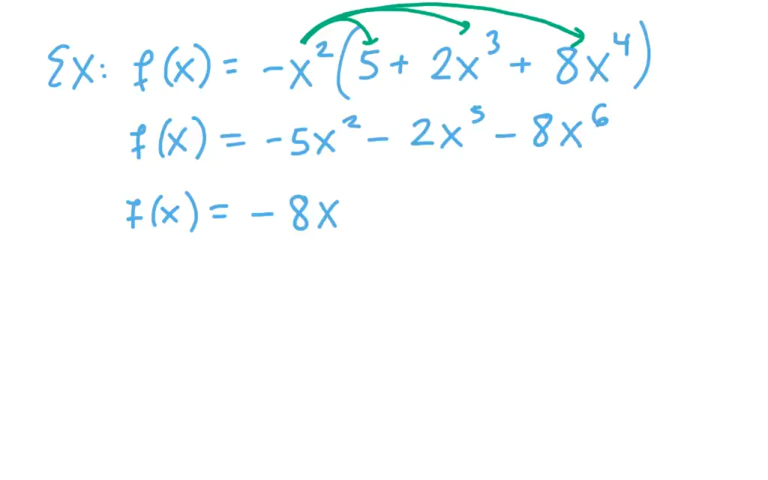 Ex: f(x) = -x²(5 + 2x³ + 8x⁴)
f(x) = -5x² - 2x⁵ - 8x⁶
f(x) = - 8x